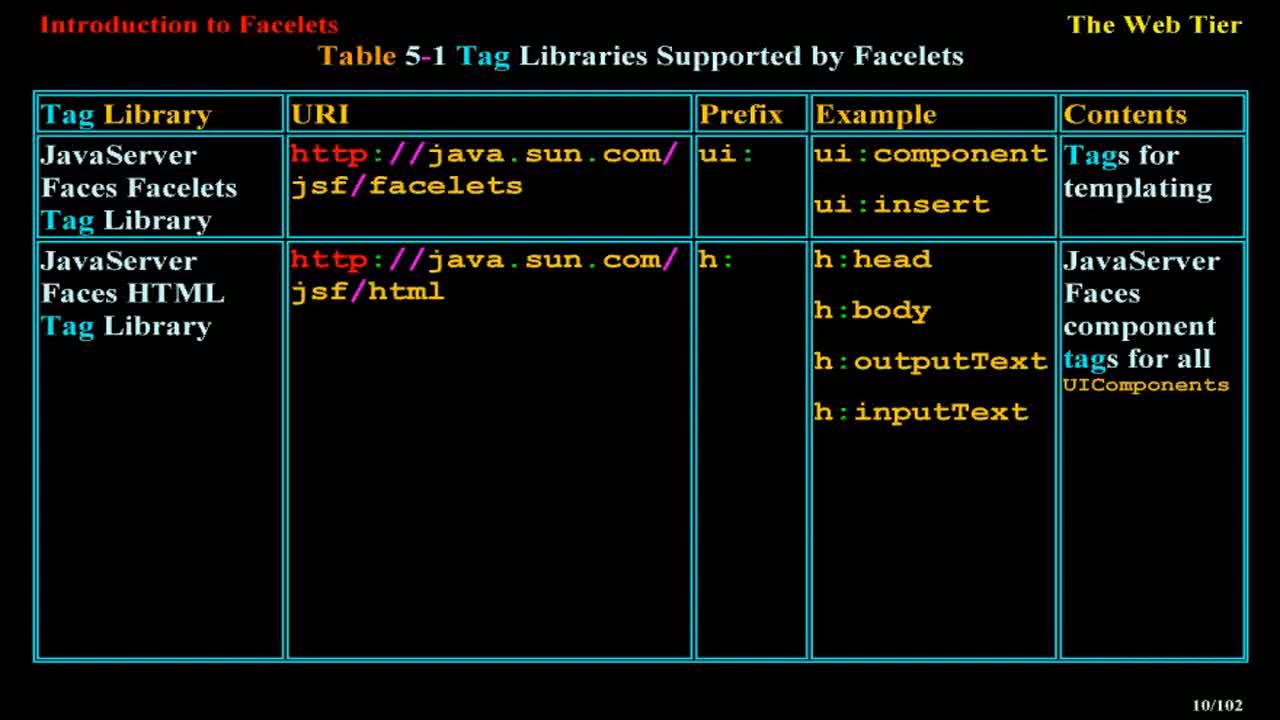 Introduction to Facelets
The Web Tier
Table 5-1 Tag Libraries Supported by Facelets
Tag Library
URI
Prefix
Example
Contents
JavaServer
Faces Facelets
Tag Library
http://java.sun.com/
jsf/facelets
ui:
ui:component
ui:insert
Tags for
templating
JavaServer
Faces HTML
Tag Library
http://java.sun.com/
jsf/html
h:
h:head
h:body
h:outputText
h:inputText
JavaServer
Faces
component
tags for all
UIComponents
10/102